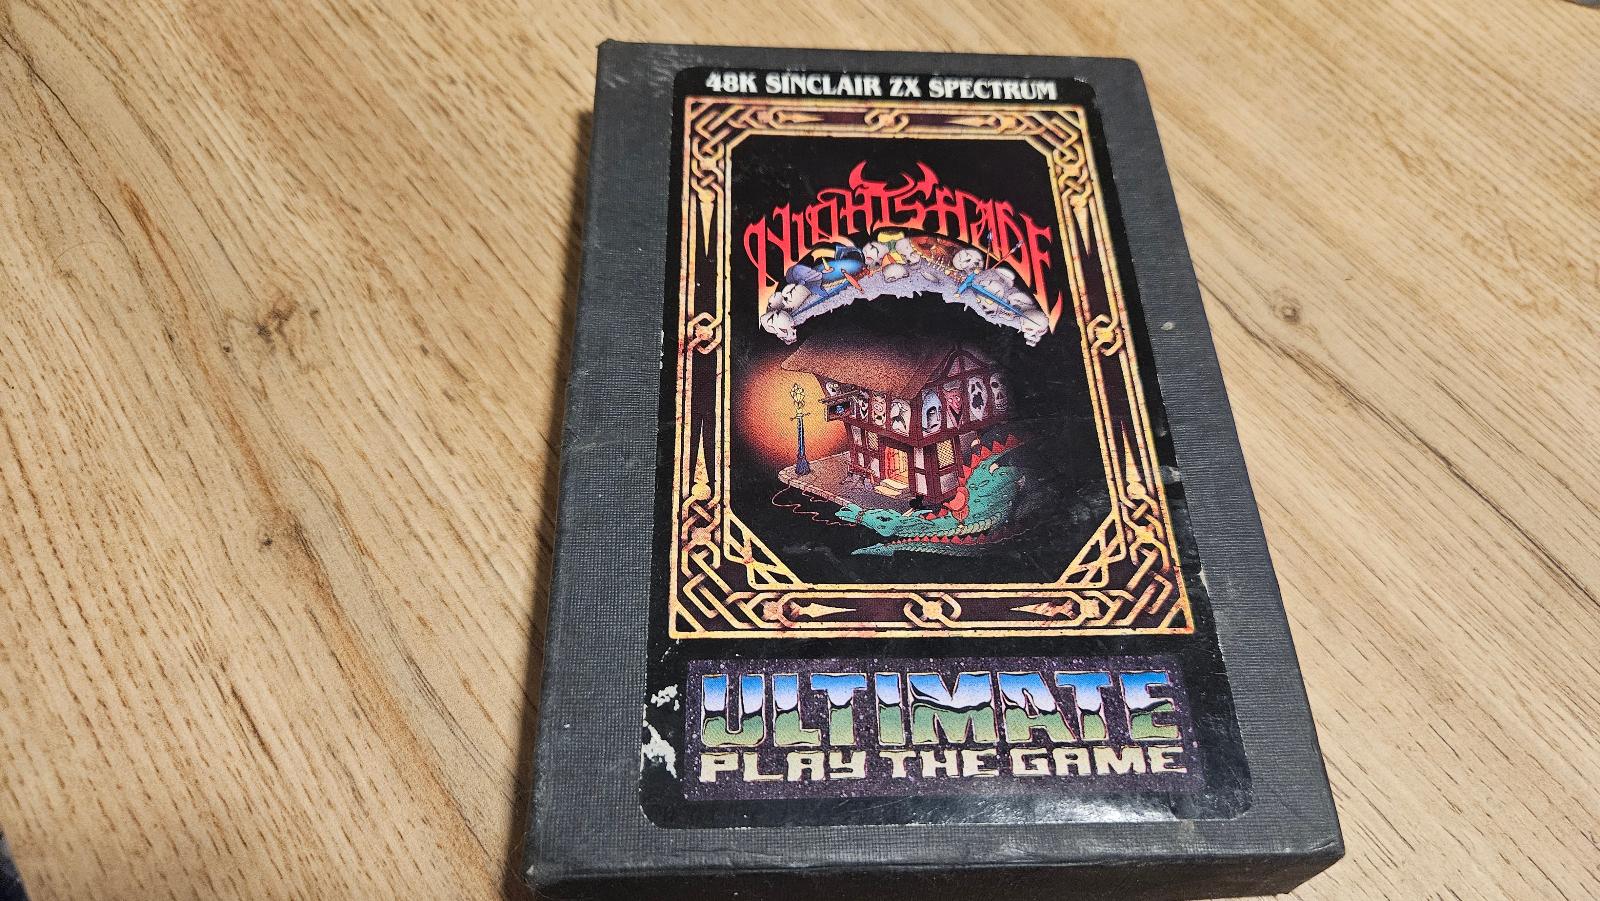 48K SINCLAIR ZX SPECTRUM
NIGHTSHADE
ULTIMATE
PLAY THE GAME